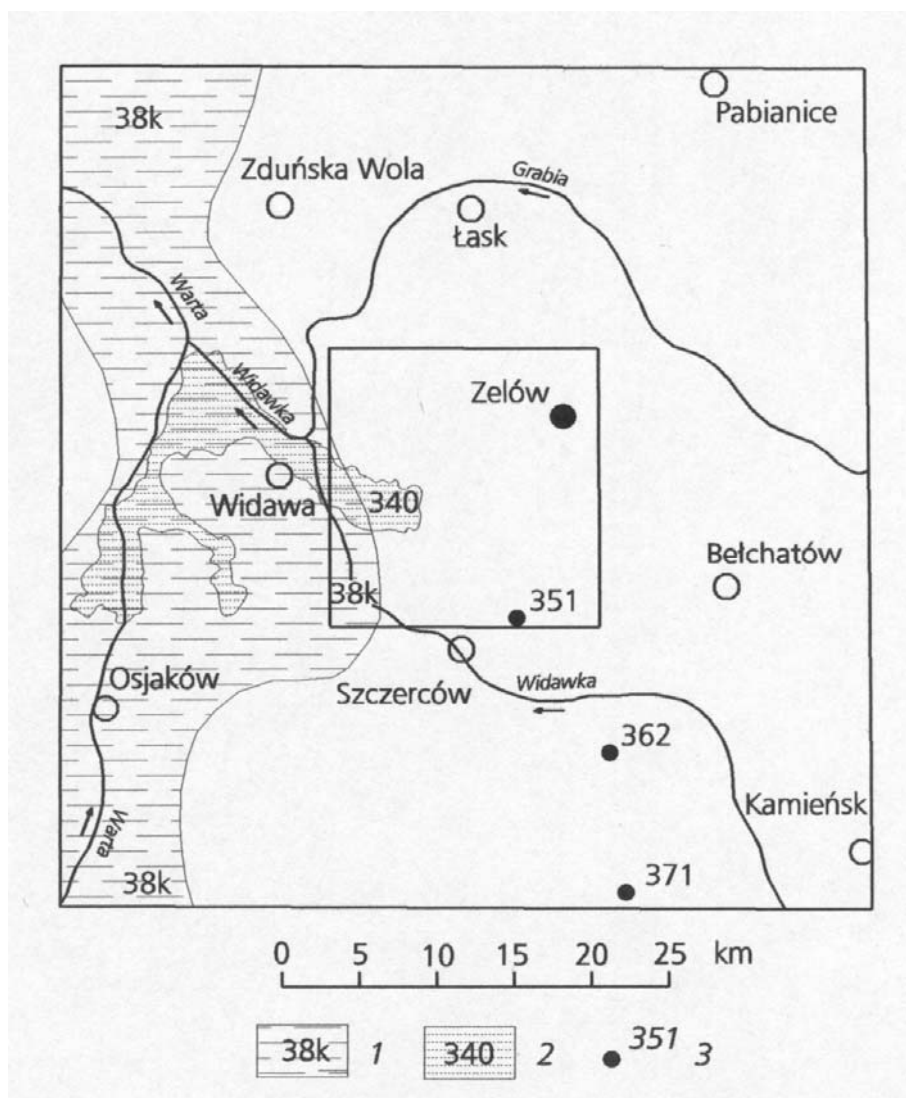 38k
Pabianice
Zduńska Wola
Grabia
Łask
Warta
Widawka
Zelów
Widawa
340
Bełchatów
38k
351
Osjaków
Szczerców
Widawka
362
Kamieńsk
Warta
38k
371
0 5 10 15 20 25 km
38k 1 340 2 351 3